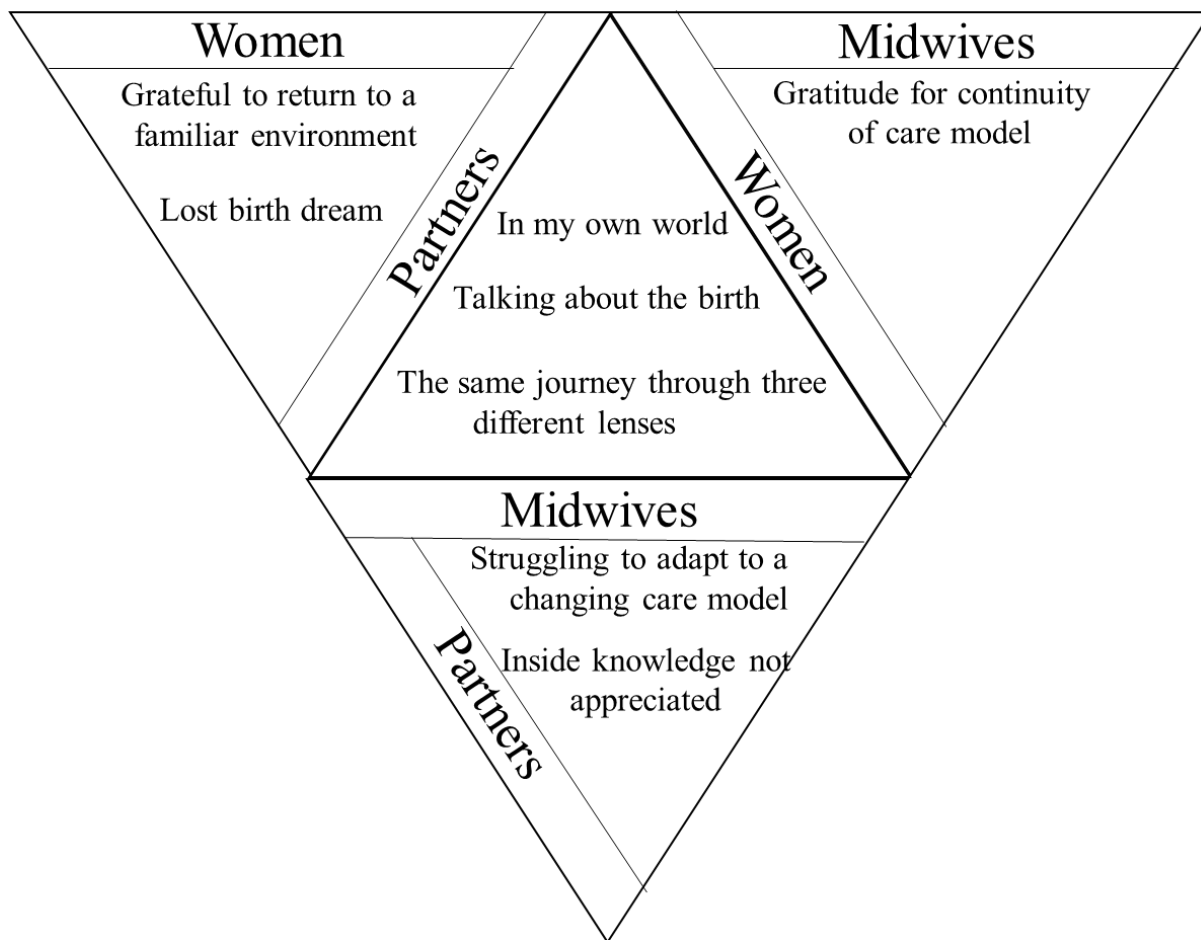 Women
Grateful to return to a
familiar environment
Lost birth dream
Partners
In my own world
Talking about the birth
The same journey through three
different lenses
Women
Midwives
Gratitude for continuity
of care model
Midwives
Struggling to adapt to a
changing care model
Inside knowledge not
appreciated
Partners